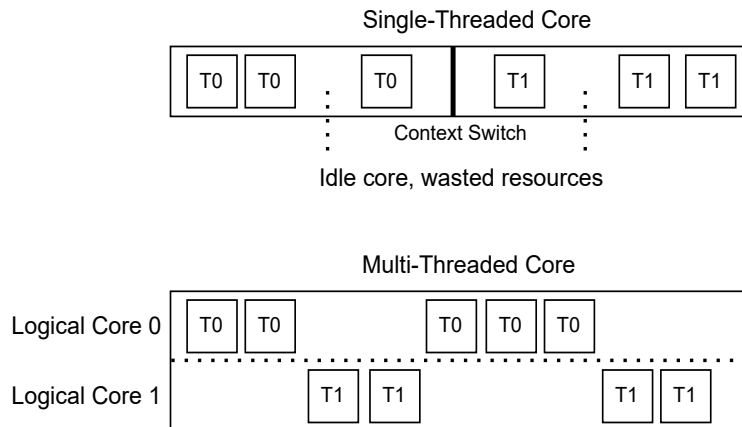 Single-Threaded Core
T0 T0 T0 T1 T1 T1
Context Switch
Idle core, wasted resources
Multi-Threaded Core
Logical Core 0 T0 T0 T0 T0 T0
Logical Core 1 T1 T1 T1 T1